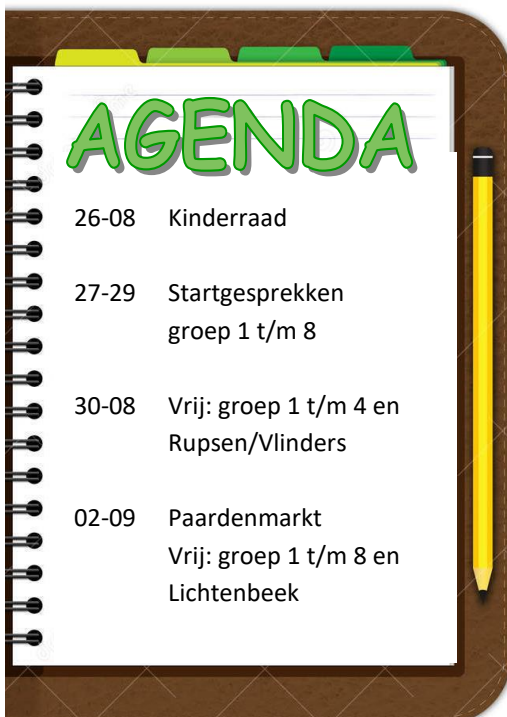 AGENDA
26-08 Kinderraad
27-29 Startgesprekken
groep 1 t/m 8
30-08 Vrij: groep 1 t/m 4 en
Rupsen/Vlinders
02-09 Paardenmarkt
Vrij: groep 1 t/m 8 en
Lichtenbeek